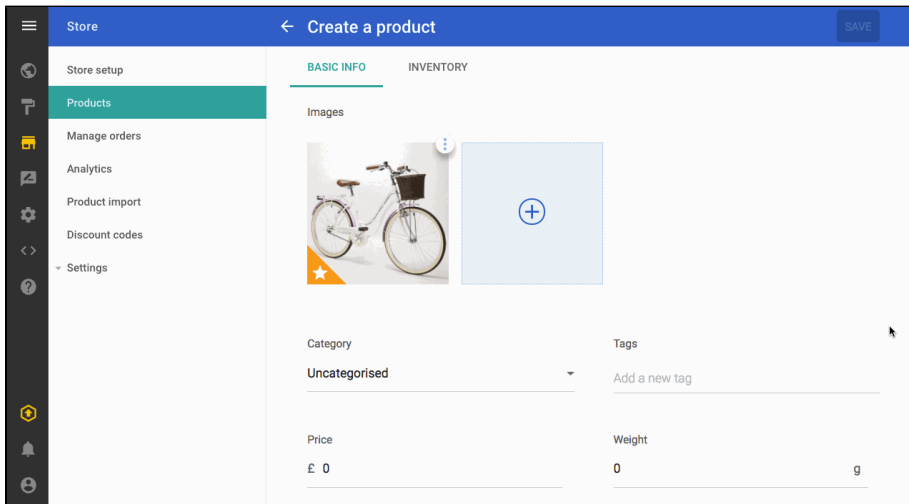 Store
Create a product
SAVE
Store setup
Products
Manage orders
Analytics
Product import
Discount codes
Settings
BASIC INFO
INVENTORY
Images
Category
Uncategorised
Tags
Add a new tag
Price
£ 0
Weight
0 g